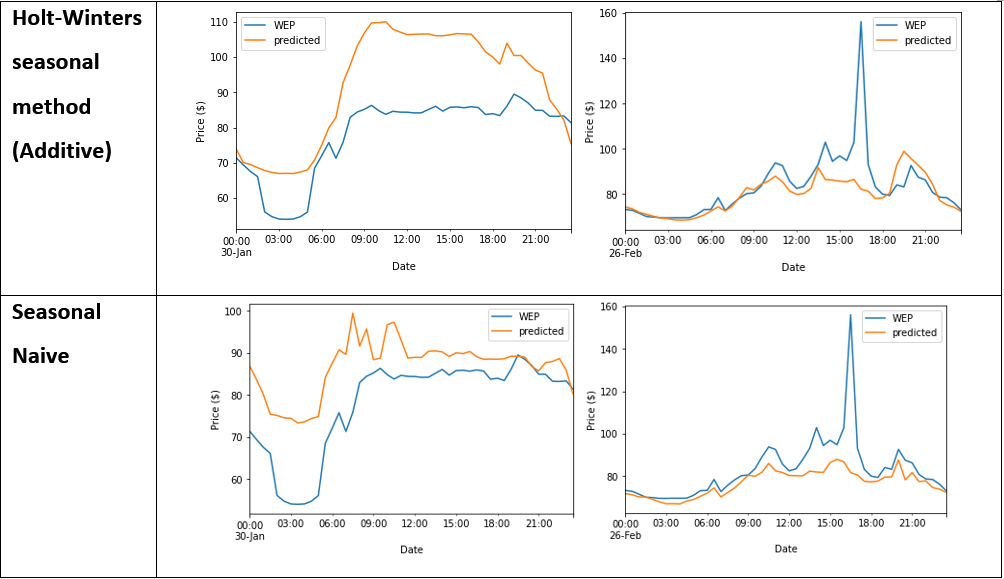 Holt-Winters
seasonal
method
(Additive)
Price ($)
110
100
90
80
70
60
WEP
predicted
00:00 03:00 06:00 09:00 12:00 15:00 18:00 21:00
30-Jan
Date
Price ($)
160
140
120
100
80
WEP
predicted
00:00 03:00 06:00 09:00 12:00 15:00 18:00 21:00
26-Feb
Date
Seasonal
Naive
Price ($)
100
90
80
70
60
WEP
predicted
00:00 03:00 06:00 09:00 12:00 15:00 18:00 21:00
30-Jan
Date
Price ($)
160
140
120
100
80
WEP
predicted
00:00 03:00 06:00 09:00 12:00 15:00 18:00 21:00
26-Feb
Date